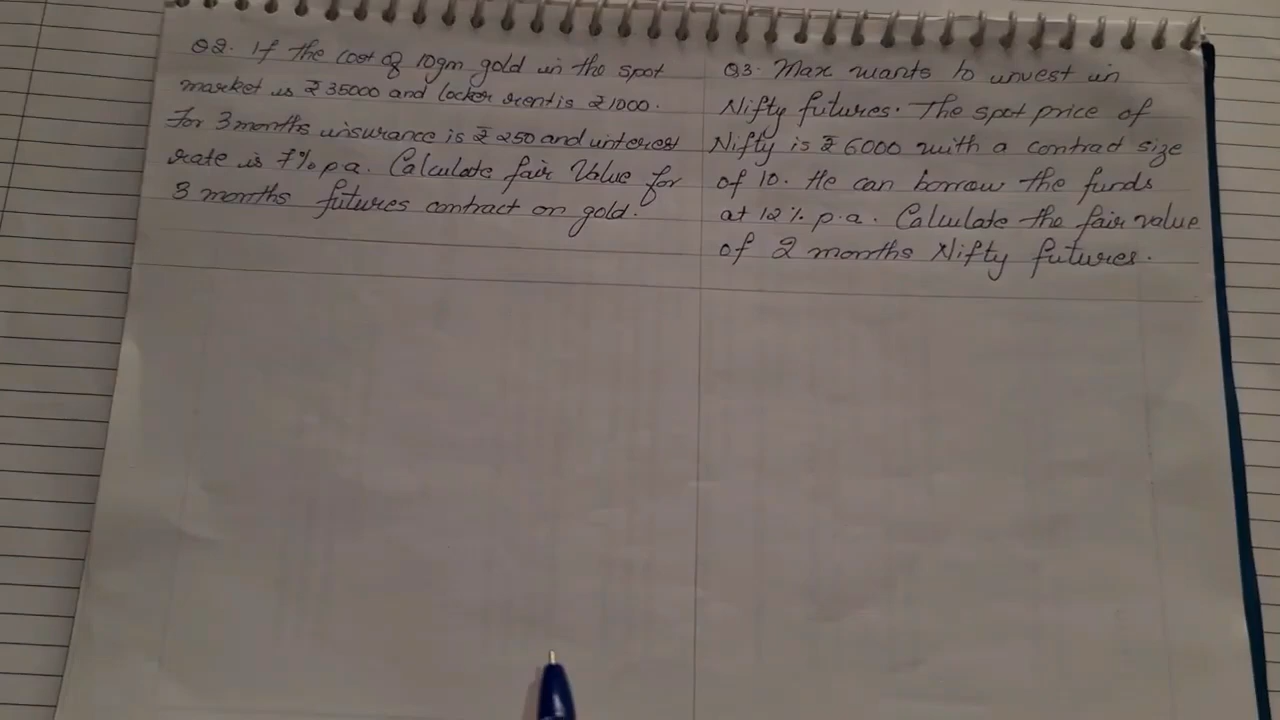 Q2. If the cost of 10gm gold in the spot
market is ₹35000 and locker rent is ₹1000.
For 3 months insurance is ₹250 and interest
rate is 7% p a. Calculate fair Value for
3 months futures contract on gold.
Q3. Max wants to invest in
Nifty futures. The spot price of
Nifty is ₹6000 with a contract size
of 10. He can borrow the funds
at 12% p.a. Calculate the fair value
of 2 months Nifty futures.